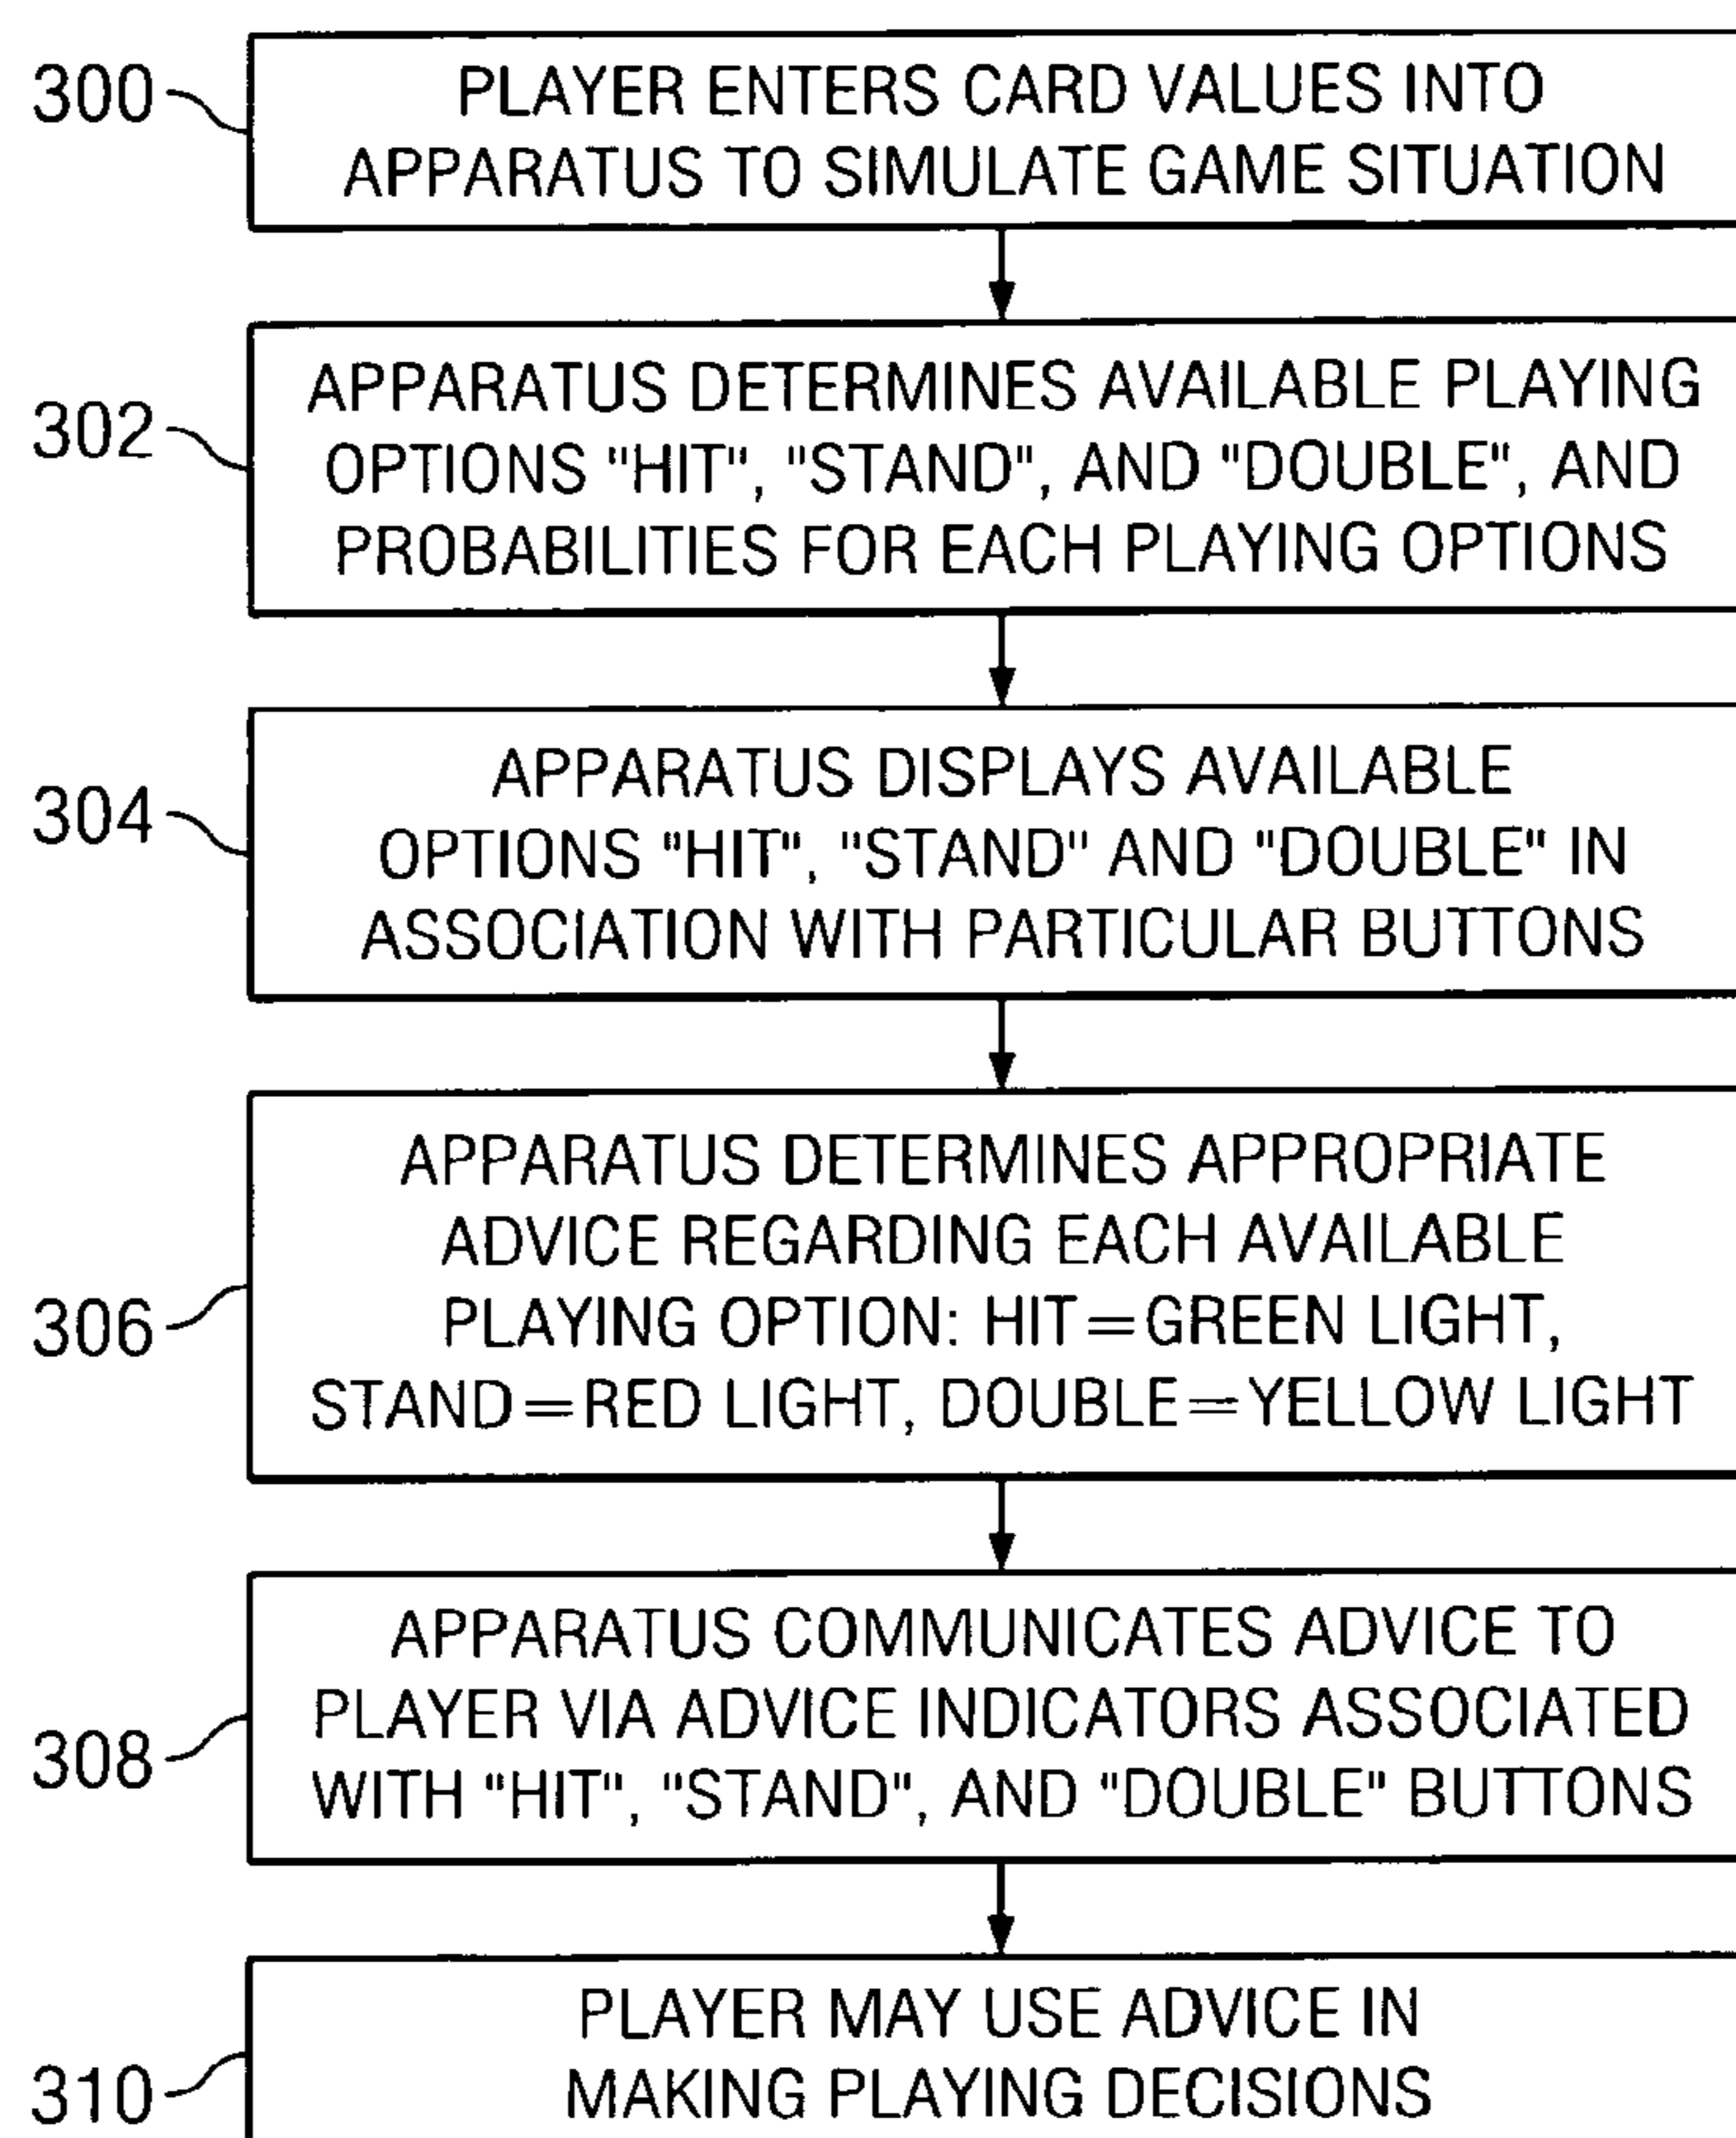 300
PLAYER ENTERS CARD VALUES INTO
APPARATUS TO SIMULATE GAME SITUATION
302
APPARATUS DETERMINES AVAILABLE PLAYING
OPTIONS "HIT", "STAND", AND "DOUBLE", AND
PROBABILITIES FOR EACH PLAYING OPTIONS
304
APPARATUS DISPLAYS AVAILABLE
OPTIONS "HIT", "STAND" AND "DOUBLE" IN
ASSOCIATION WITH PARTICULAR BUTTONS
306
APPARATUS DETERMINES APPROPRIATE
ADVICE REGARDING EACH AVAILABLE
PLAYING OPTION: HIT=GREEN LIGHT,
STAND=RED LIGHT, DOUBLE=YELLOW LIGHT
308
APPARATUS COMMUNICATES ADVICE TO
PLAYER VIA ADVICE INDICATORS ASSOCIATED
WITH "HIT", "STAND", AND "DOUBLE" BUTTONS
310
PLAYER MAY USE ADVICE IN
MAKING PLAYING DECISIONS